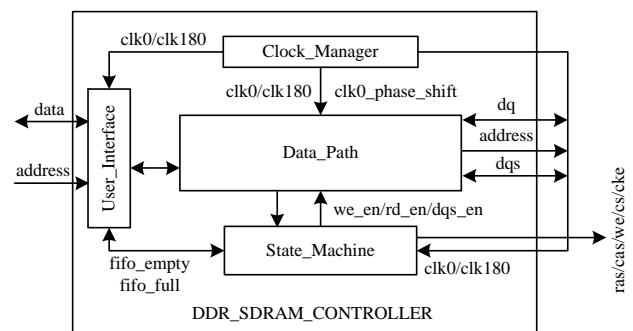 clk0/clk180
Clock_Manager
clk0/clk180
clk0_phase_shift
data
dq
User_Interface
Data_Path
address
address
dqs
we_en/rd_en/dqs_en
State_Machine
fifo_empty
fifo_full
clk0/clk180
ras/cas/we/cs/cke
DDR_SDRAM_CONTROLLER